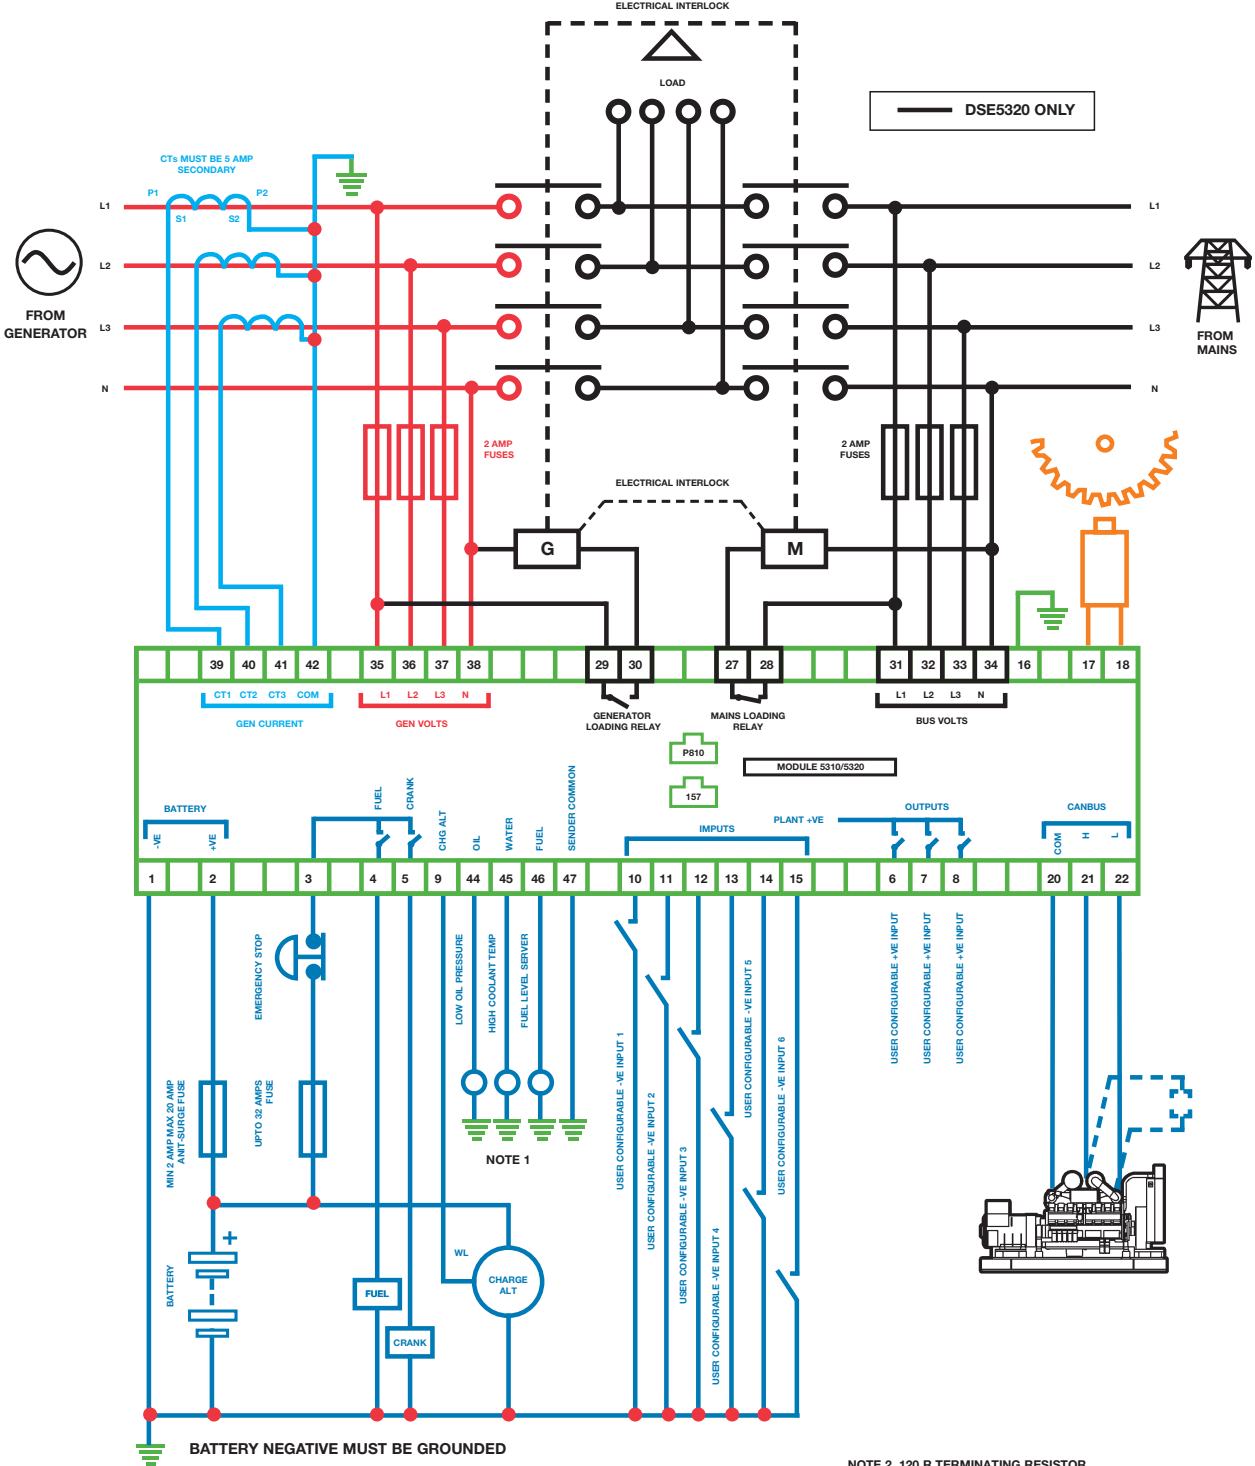 ELECTRICAL INTERLOCK
LOAD
DSE5320 ONLY
CTs MUST BE 5 AMP
SECONDARY
P1
P2
S1
S2
L1
L2
L3
N
FROM
GENERATOR
L1
L2
L3
N
FROM
MAINS
2 AMP
FUSES
2 AMP
FUSES
ELECTRICAL INTERLOCK
G
M
39
40
41
42
35
36
37
38
29
30
27
28
31
32
33
34
16
17
18
CT1
CT2
CT3
COM
GEN CURRENT
L1
L2
L3
N
GEN VOLTS
GENERATOR
LOADING RELAY
MAINS LOADING
RELAY
L1
L2
L3
N
BUS VOLTS
P810
MODULE 5310/5320
157
BATTERY
-VE
+VE
FUEL
CRANK
CHG ALT
OIL
WATER
FUEL
SENDER COMMON
IMPUTS
PLANT +VE
OUTPUTS
CANBUS
COM
H
L
1
2
3
4
5
9
44
45
46
47
10
11
12
13
14
15
6
7
8
20
21
22
EMERGENCY STOP
LOW OIL PRESSURE
HIGH COOLANT TEMP
FUEL LEVEL SERVER
MIN 2 AMP MAX 20 AMP
ANIT-SURGE FUSE
UPTO 32 AMPS
FUSE
NOTE 1
USER CONFIGURABLE -VE INPUT 1
USER CONFIGURABLE -VE INPUT 2
USER CONFIGURABLE -VE INPUT 3
USER CONFIGURABLE -VE INPUT 4
USER CONFIGURABLE -VE INPUT 5
USER CONFIGURABLE -VE INPUT 6
USER CONFIGURABLE +VE INPUT
USER CONFIGURABLE +VE INPUT
USER CONFIGURABLE +VE INPUT
+
BATTERY
WL
CHARGE
ALT
FUEL
CRANK
BATTERY NEGATIVE MUST BE GROUNDED
NOTE 2. 120 R TERMINATING RESISTOR